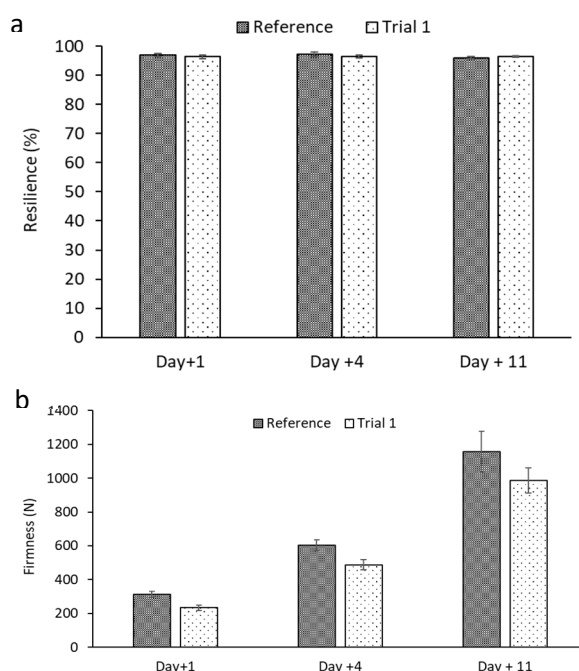 a
Reference Trial 1
100
90
80
70
60
50
40
30
20
10
0
Resilience (%)
Day+1 Day +4 Day + 11
b
1400
Reference Trial 1
1200
1000
800
600
400
200
0
Firmness (N)
Day+1 Day +4 Day + 11